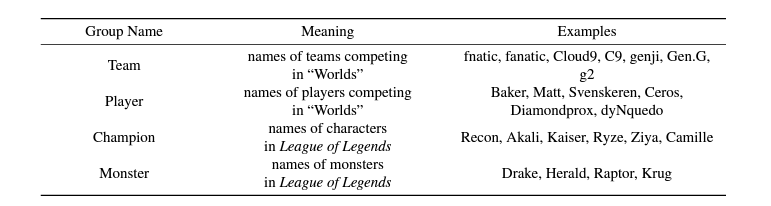 Group Name Meaning Examples
Team names of teams competing in “Worlds” fnatic, fanatic, Cloud9, C9, genji, Gen.G, g2
Player names of players competing in “Worlds” Baker, Matt, Svenskeren, Ceros, Diamondprox, dyNquedo
Champion names of characters in League of Legends Recon, Akali, Kaiser, Ryze, Ziya, Camille
Monster names of monsters in League of Legends Drake, Herald, Raptor, Krug